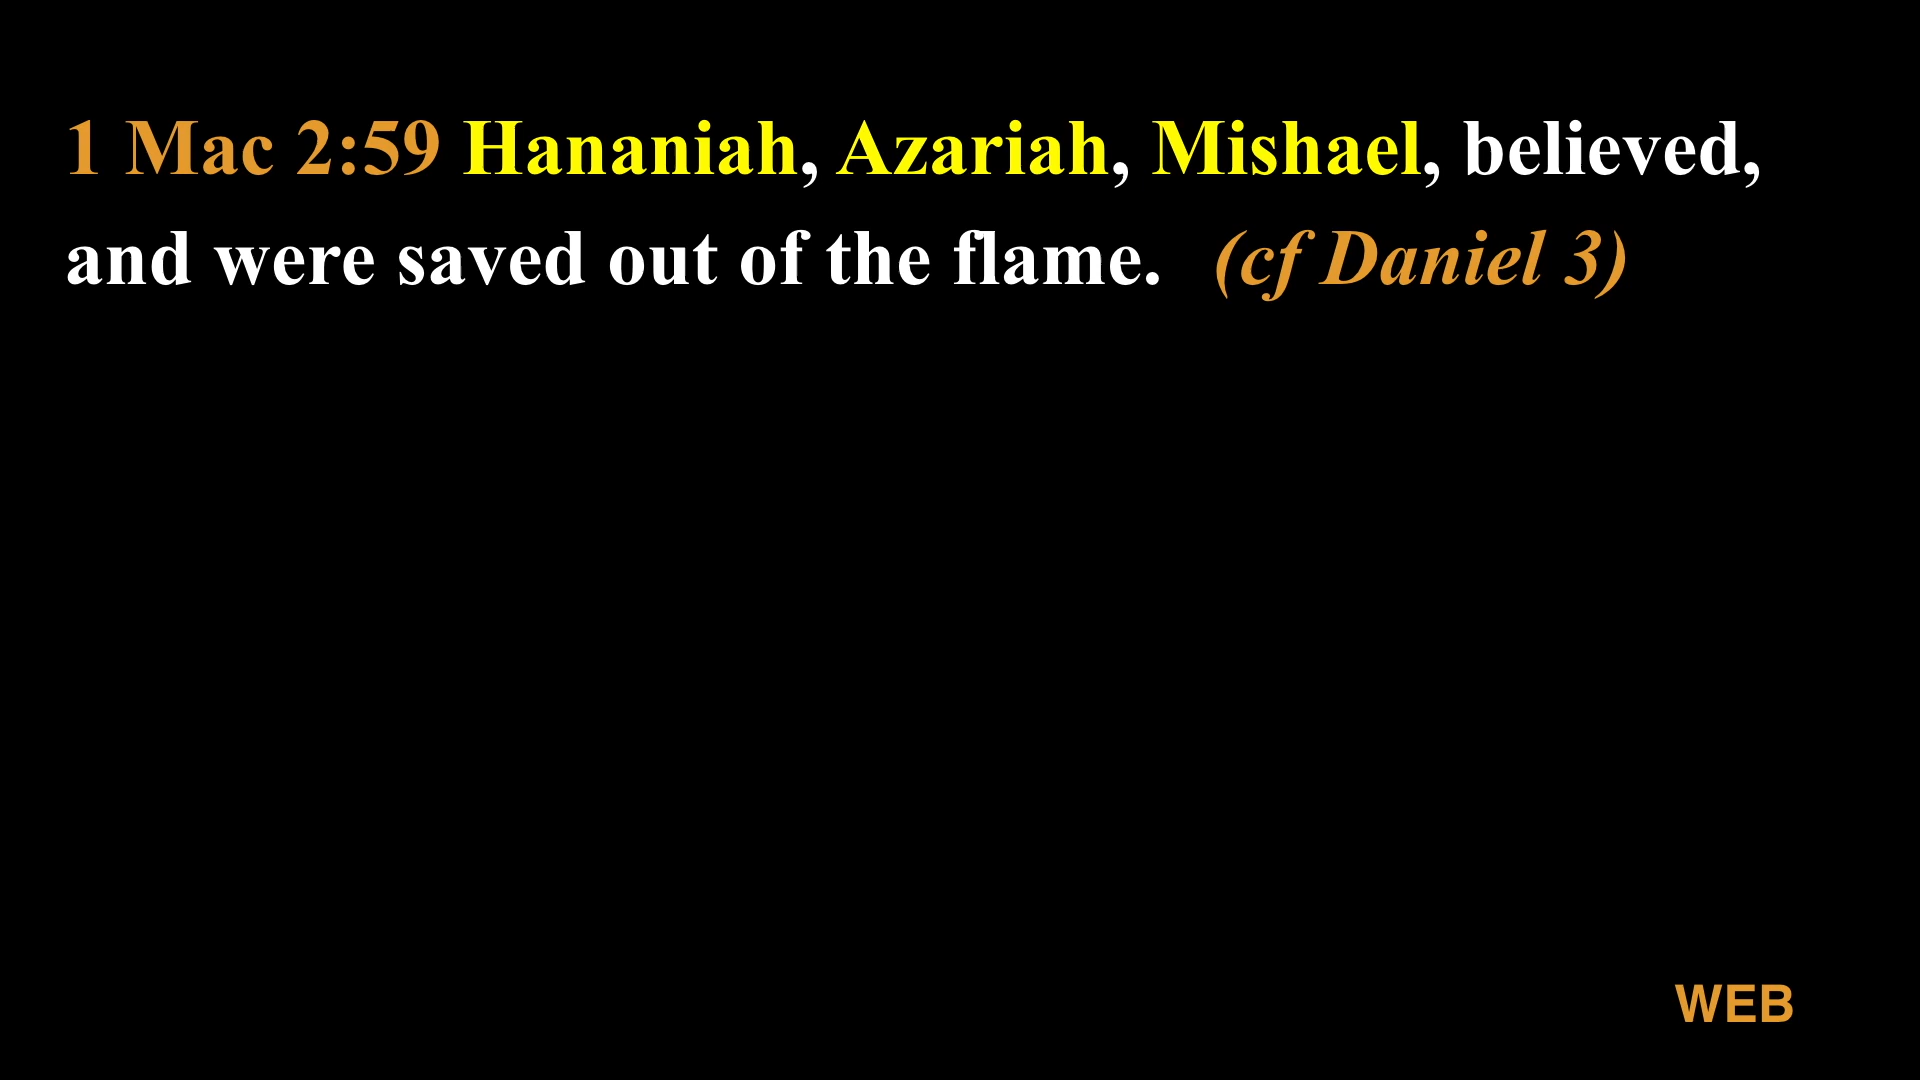 1 Mac 2:59 Hananiah, Azariah, Mishael, believed,
and were saved out of the flame. (cf Daniel 3)
WEB